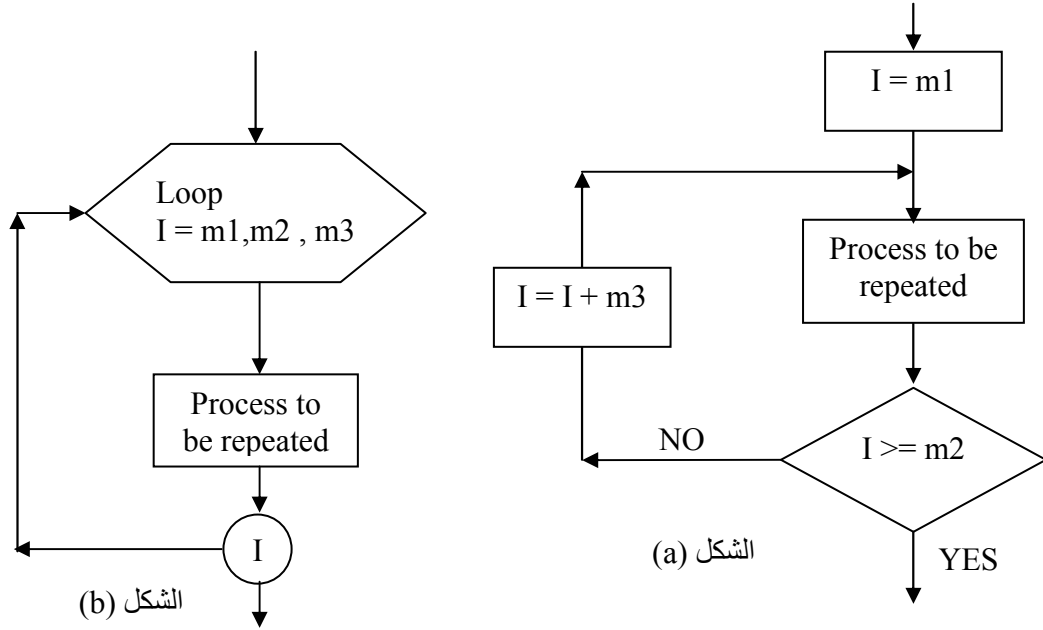 Loop
I = m1,m2 , m3
Process to
be repeated
I
الشكل (b)
I = m1
Process to be
repeated
I = I + m3
I >= m2
NO
YES
الشكل (a)